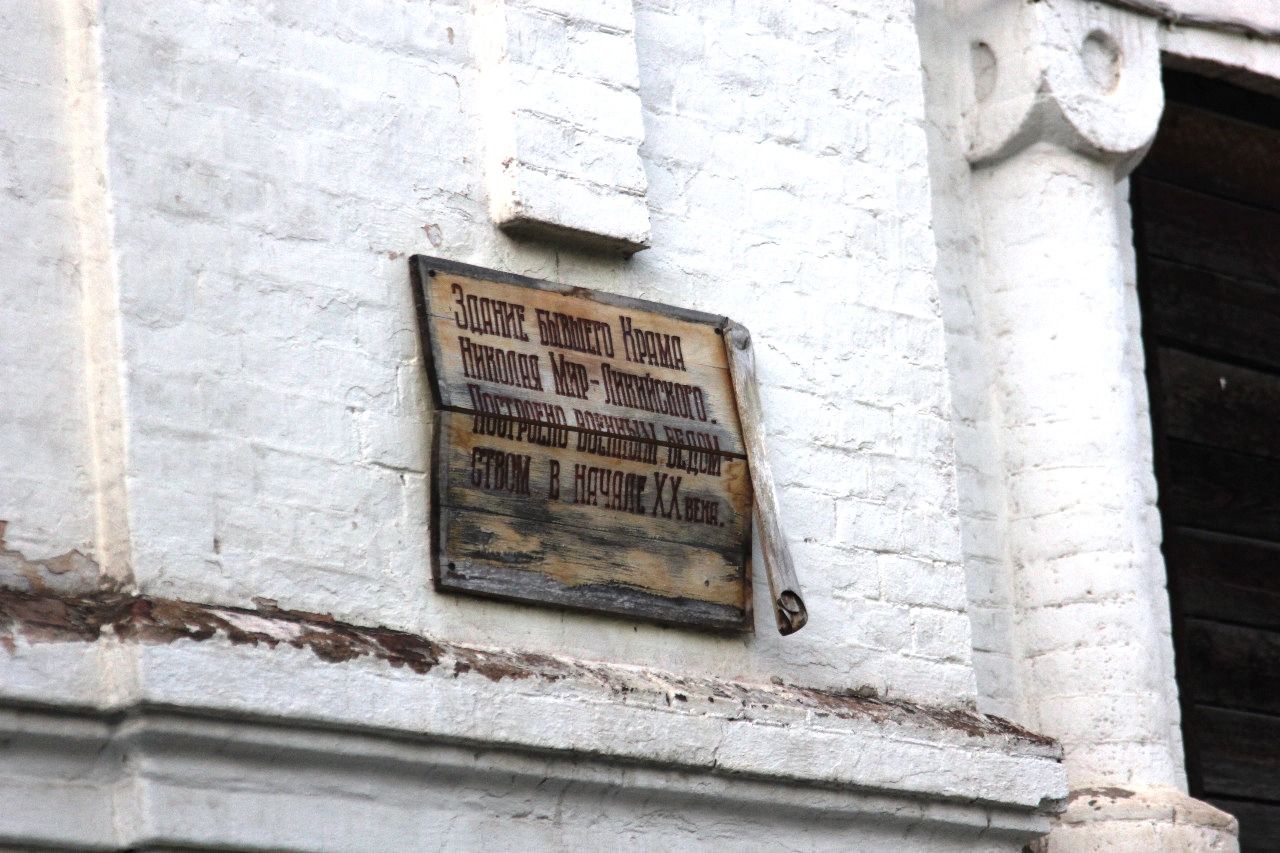 Здание бывшего Храма
Николая Мир-Ликийского.
Построено военным ведом-
ством в начале XX века.